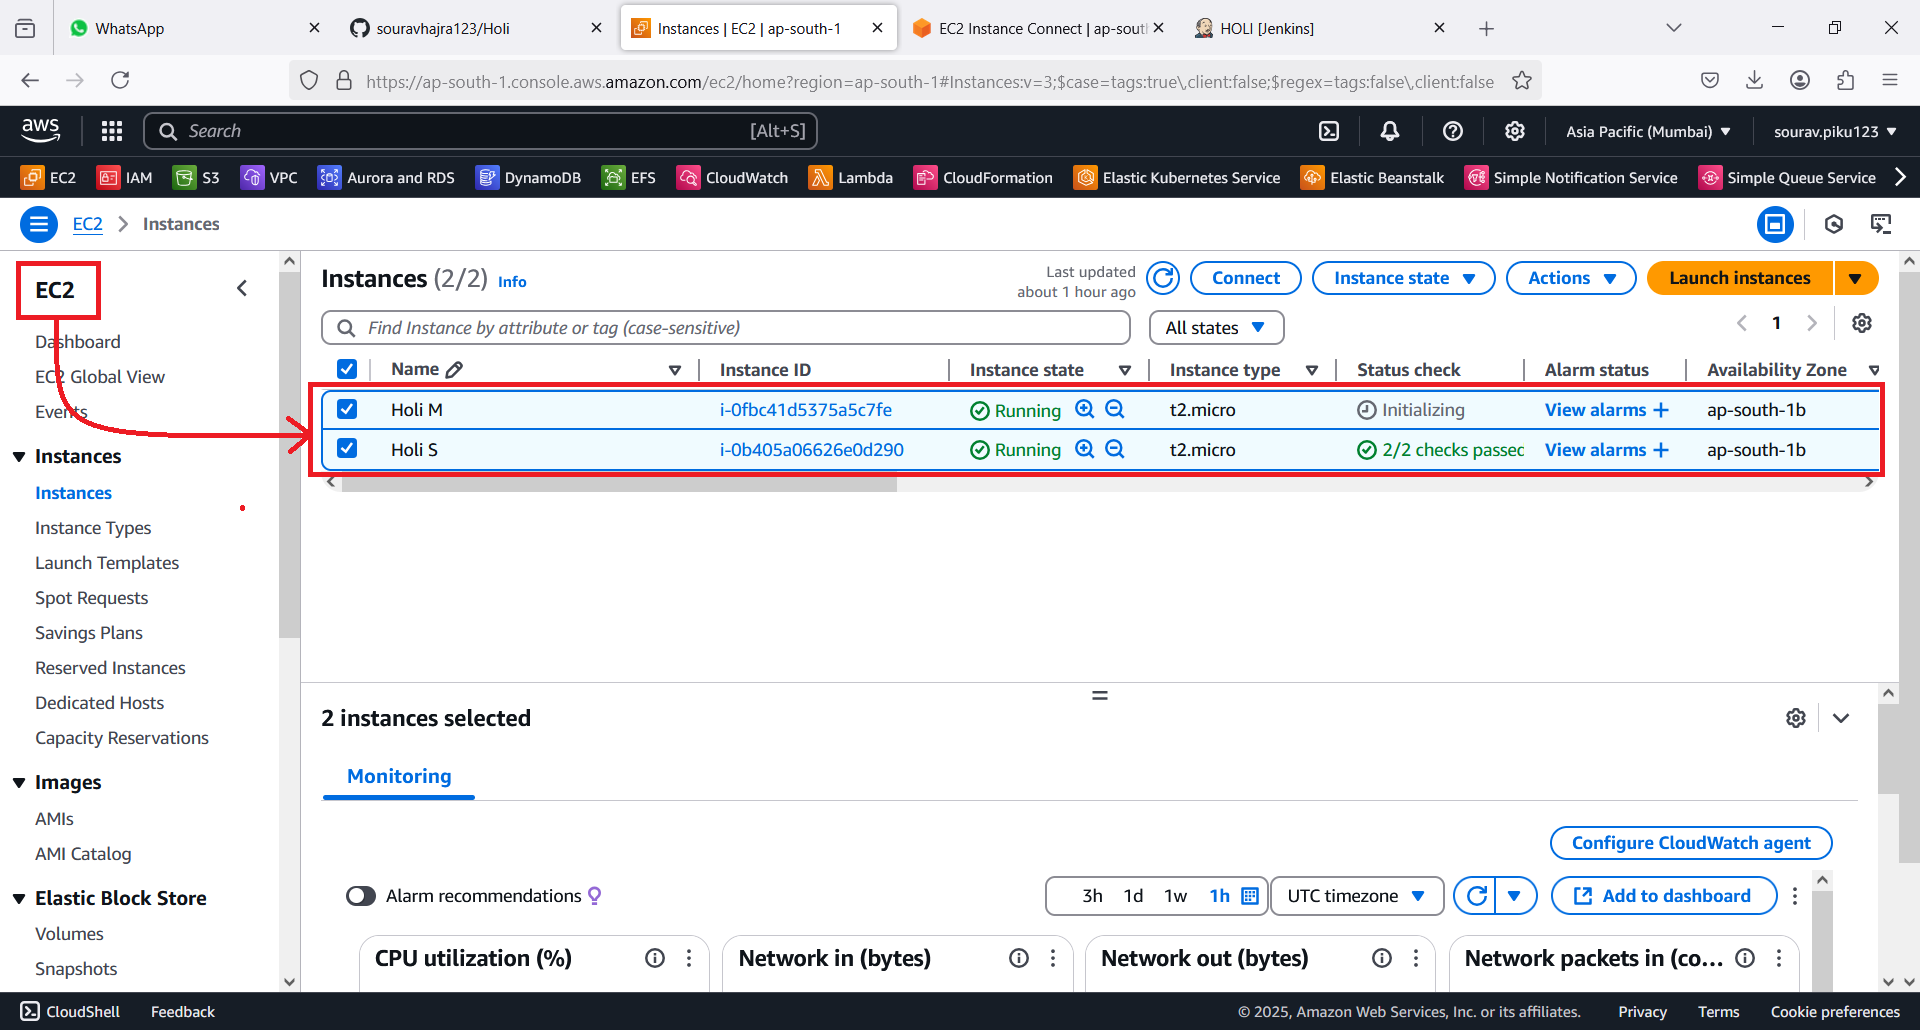 WhatsApp
souravhajra123/Holi
Instances | EC2 | ap-south-1
EC2 Instance Connect | ap-sout
HOLI [Jenkins]
https://ap-south-1.console.aws.amazon.com/ec2/home?region=ap-south-1#Instances:v=3;$case=tags:true\,client:false;$regex=tags:false\,client:false
aws
Search
[Alt+S]
Asia Pacific (Mumbai)
sourav.piku123
EC2
IAM
S3
VPC
Aurora and RDS
DynamoDB
EFS
CloudWatch
Lambda
CloudFormation
Elastic Kubernetes Service
Elastic Beanstalk
Simple Notification Service
Simple Queue Service
EC2
Instances
EC2
Dashboard
EC2 Global View
Events
Instances
Instances
Instance Types
Launch Templates
Spot Requests
Savings Plans
Reserved Instances
Dedicated Hosts
Capacity Reservations
Images
AMIs
AMI Catalog
Elastic Block Store
Volumes
Snapshots
Instances (2/2) Info
Last updated
about 1 hour ago
Connect
Instance state
Actions
Launch instances
Find Instance by attribute or tag (case-sensitive)
All states
1
Name Instance ID Instance state Instance type Status check Alarm status Availability Zone
Holi M i-0fbc41d5375a5c7fe Running t2.micro Initializing View alarms + ap-south-1b
Holi S i-0b405a06626e0d290 Running t2.micro 2/2 checks passed View alarms + ap-south-1b
2 instances selected
Monitoring
Configure CloudWatch agent
Alarm recommendations
3h 1d 1w 1h
UTC timezone
Add to dashboard
CPU utilization (%)
Network in (bytes)
Network out (bytes)
Network packets in (co...
CloudShell
Feedback
© 2025, Amazon Web Services, Inc. or its affiliates.
Privacy
Terms
Cookie preferences